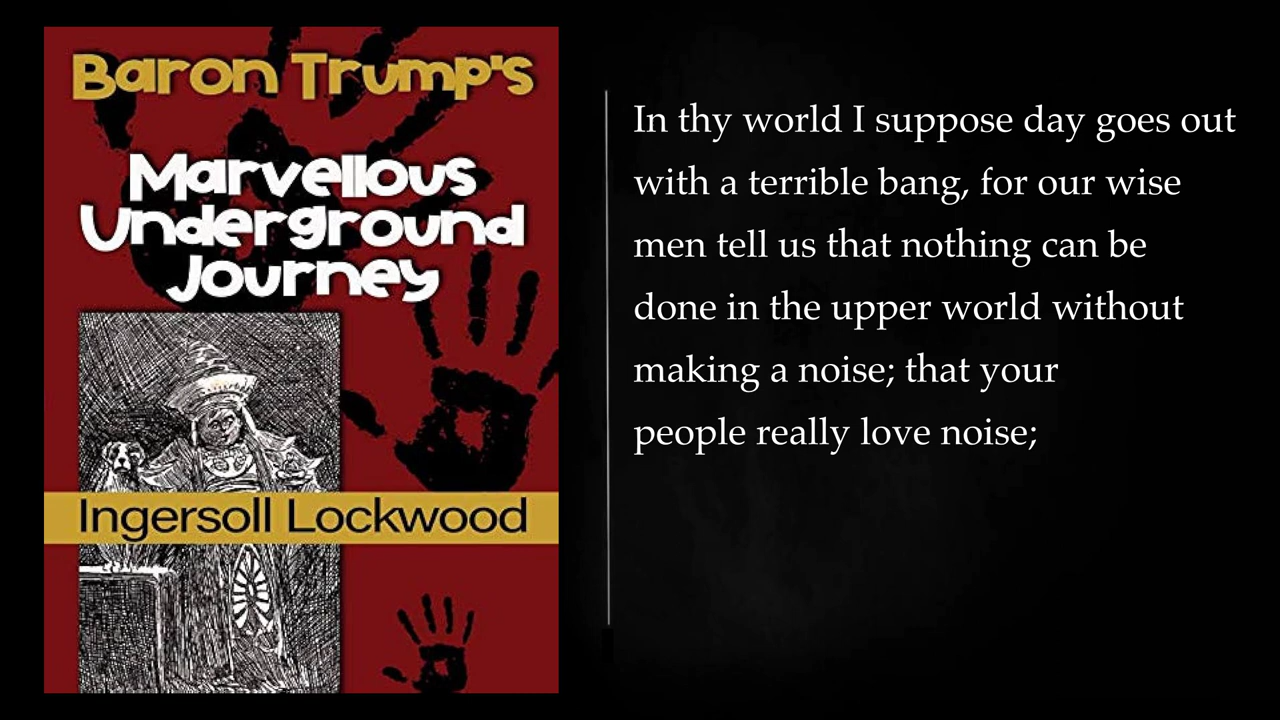 Baron Trump's
Marvellous
Underground
Journey
Ingersoll Lockwood
In thy world I suppose day goes out
with a terrible bang, for our wise
men tell us that nothing can be
done in the upper world without
making a noise; that your
people really love noise;